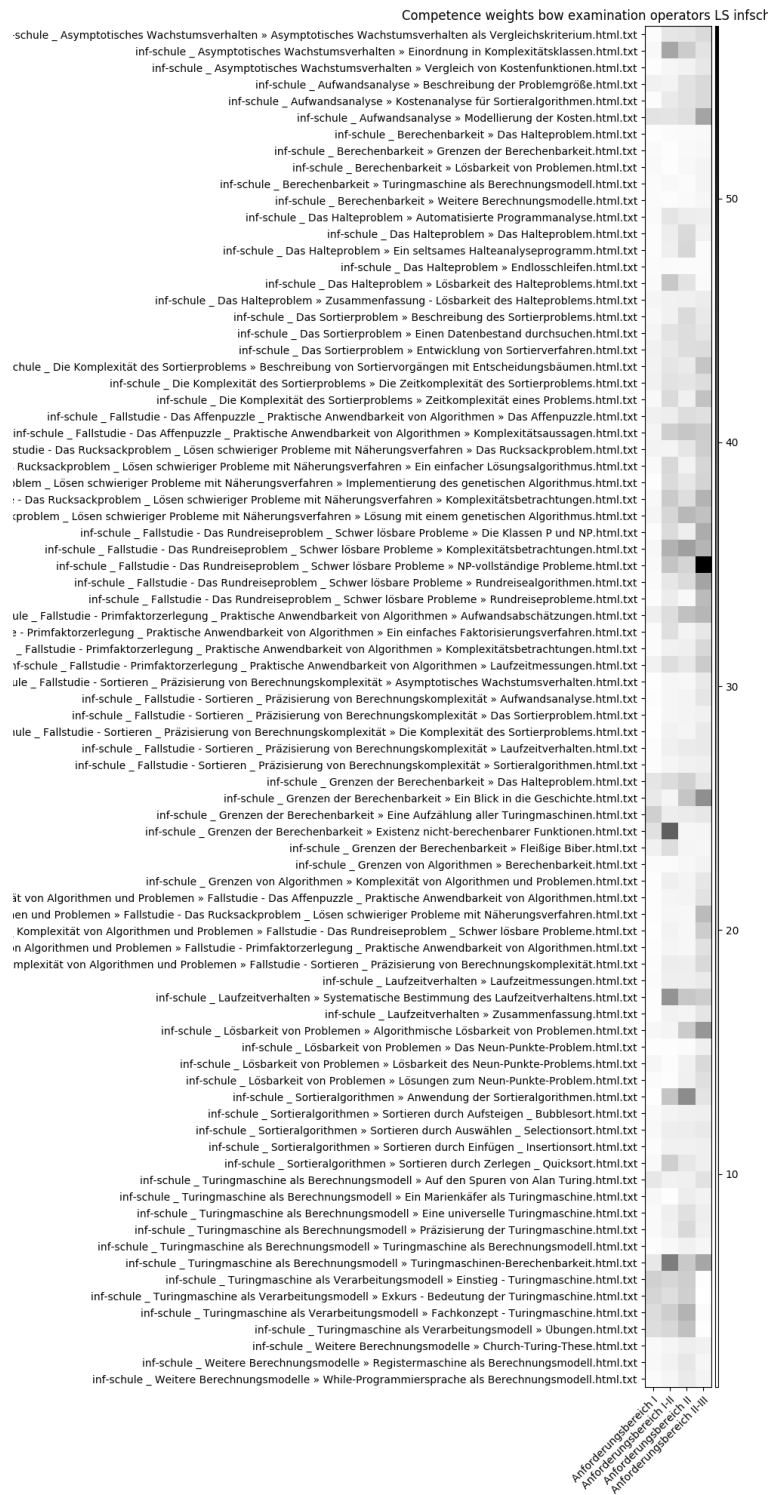 Competence weights bow examination operators LS infsch
-schule _ Asymptotisches Wachstumsverhalten » Asymptotisches Wachstumsverhalten als Vergleichskriterium.html.txt
inf-schule _ Asymptotisches Wachstumsverhalten » Einordnung in Komplexitätsklassen.html.txt
inf-schule _ Asymptotisches Wachstumsverhalten » Vergleich von Kostenfunktionen.html.txt
inf-schule _ Aufwandsanalyse » Beschreibung der Problemgröße.html.txt
inf-schule _ Aufwandsanalyse » Kostenanalyse für Sortieralgorithmen.html.txt
inf-schule _ Aufwandsanalyse » Modellierung der Kosten.html.txt
inf-schule _ Berechenbarkeit » Das Halteproblem.html.txt
inf-schule _ Berechenbarkeit » Grenzen der Berechenbarkeit.html.txt
inf-schule _ Berechenbarkeit » Lösbarkeit von Problemen.html.txt
inf-schule _ Berechenbarkeit » Turingmaschine als Berechnungsmodell.html.txt
inf-schule _ Berechenbarkeit » Weitere Berechnungsmodelle.html.txt
50
inf-schule _ Das Halteproblem » Automatisierte Programmanalyse.html.txt
inf-schule _ Das Halteproblem » Das Halteproblem.html.txt
inf-schule _ Das Halteproblem » Ein seltsames Halteanalyseprogramm.html.txt
inf-schule _ Das Halteproblem » Endlosschleifen.html.txt
inf-schule _ Das Halteproblem » Lösbarkeit des Halteproblems.html.txt
inf-schule _ Das Halteproblem » Zusammenfassung - Lösbarkeit des Halteproblems.html.txt
inf-schule _ Das Sortierproblem » Beschreibung des Sortierproblems.html.txt
inf-schule _ Das Sortierproblem » Einen Datenbestand durchsuchen.html.txt
inf-schule _ Das Sortierproblem » Entwicklung von Sortierverfahren.html.txt
chule _ Die Komplexität des Sortierproblems » Beschreibung von Sortiervorgängen mit Entscheidungsbäumen.html.txt
inf-schule _ Die Komplexität des Sortierproblems » Die Zeitkomplexität des Sortierproblems.html.txt
inf-schule _ Die Komplexität des Sortierproblems » Zeitkomplexität eines Problems.html.txt
inf-schule _ Fallstudie - Das Affenpuzzle _ Praktische Anwendbarkeit von Algorithmen » Das Affenpuzzle.html.txt
inf-schule _ Fallstudie - Das Affenpuzzle _ Praktische Anwendbarkeit von Algorithmen » Komplexitätsaussagen.html.txt
40
studie - Das Rucksackproblem _ Lösen schwieriger Probleme mit Näherungsverfahren » Das Rucksackproblem.html.txt
Rucksackproblem _ Lösen schwieriger Probleme mit Näherungsverfahren » Ein einfacher Lösungsalgorithmus.html.txt
oblem _ Lösen schwieriger Probleme mit Näherungsverfahren » Implementierung des genetischen Algorithmus.html.txt
- Das Rucksackproblem _ Lösen schwieriger Probleme mit Näherungsverfahren » Komplexitätsbetrachtungen.html.txt
kproblem _ Lösen schwieriger Probleme mit Näherungsverfahren » Lösung mit einem genetischen Algorithmus.html.txt
inf-schule _ Fallstudie - Das Rundreiseproblem _ Schwer lösbare Probleme » Die Klassen P und NP.html.txt
inf-schule _ Fallstudie - Das Rundreiseproblem _ Schwer lösbare Probleme » Komplexitätsbetrachtungen.html.txt
inf-schule _ Fallstudie - Das Rundreiseproblem _ Schwer lösbare Probleme » NP-vollständige Probleme.html.txt
inf-schule _ Fallstudie - Das Rundreiseproblem _ Schwer lösbare Probleme » Rundreisealgorithmen.html.txt
inf-schule _ Fallstudie - Das Rundreiseproblem _ Schwer lösbare Probleme » Rundreiseprobleme.html.txt
ule _ Fallstudie - Primfaktorzerlegung _ Praktische Anwendbarkeit von Algorithmen » Aufwandsabschätzungen.html.txt
e - Primfaktorzerlegung _ Praktische Anwendbarkeit von Algorithmen » Ein einfaches Faktorisierungsverfahren.html.txt
_ Fallstudie - Primfaktorzerlegung _ Praktische Anwendbarkeit von Algorithmen » Komplexitätsbetrachtungen.html.txt
nf-schule _ Fallstudie - Primfaktorzerlegung _ Praktische Anwendbarkeit von Algorithmen » Laufzeitmessungen.html.txt
ule _ Fallstudie - Sortieren _ Präzisierung von Berechnungskomplexität » Asymptotisches Wachstumsverhalten.html.txt
30
inf-schule _ Fallstudie - Sortieren _ Präzisierung von Berechnungskomplexität » Aufwandsanalyse.html.txt
inf-schule _ Fallstudie - Sortieren _ Präzisierung von Berechnungskomplexität » Das Sortierproblem.html.txt
ule _ Fallstudie - Sortieren _ Präzisierung von Berechnungskomplexität » Die Komplexität des Sortierproblems.html.txt
inf-schule _ Fallstudie - Sortieren _ Präzisierung von Berechnungskomplexität » Laufzeitverhalten.html.txt
inf-schule _ Fallstudie - Sortieren _ Präzisierung von Berechnungskomplexität » Sortieralgorithmen.html.txt
inf-schule _ Grenzen der Berechenbarkeit » Das Halteproblem.html.txt
inf-schule _ Grenzen der Berechenbarkeit » Ein Blick in die Geschichte.html.txt
inf-schule _ Grenzen der Berechenbarkeit » Eine Aufzählung aller Turingmaschinen.html.txt
inf-schule _ Grenzen der Berechenbarkeit » Existenz nicht-berechenbarer Funktionen.html.txt
inf-schule _ Grenzen der Berechenbarkeit » Fleißige Biber.html.txt
inf-schule _ Grenzen von Algorithmen » Berechenbarkeit.html.txt
inf-schule _ Grenzen von Algorithmen » Komplexität von Algorithmen und Problemen.html.txt
ät von Algorithmen und Problemen » Fallstudie - Das Affenpuzzle _ Praktische Anwendbarkeit von Algorithmen.html.txt
en und Problemen » Fallstudie - Das Rucksackproblem _ Lösen schwieriger Probleme mit Näherungsverfahren.html.txt
Komplexität von Algorithmen und Problemen » Fallstudie - Das Rundreiseproblem _ Schwer lösbare Probleme.html.txt
20
n Algorithmen und Problemen » Fallstudie - Primfaktorzerlegung _ Praktische Anwendbarkeit von Algorithmen.html.txt
mplexität von Algorithmen und Problemen » Fallstudie - Sortieren _ Präzisierung von Berechnungskomplexität.html.txt
inf-schule _ Laufzeitverhalten » Laufzeitmessungen.html.txt
inf-schule _ Laufzeitverhalten » Systematische Bestimmung des Laufzeitverhaltens.html.txt
inf-schule _ Laufzeitverhalten » Zusammenfassung.html.txt
inf-schule _ Lösbarkeit von Problemen » Algorithmische Lösbarkeit von Problemen.html.txt
inf-schule _ Lösbarkeit von Problemen » Das Neun-Punkte-Problem.html.txt
inf-schule _ Lösbarkeit von Problemen » Lösbarkeit des Neun-Punkte-Problems.html.txt
inf-schule _ Lösbarkeit von Problemen » Lösungen zum Neun-Punkte-Problem.html.txt
inf-schule _ Sortieralgorithmen » Anwendung der Sortieralgorithmen.html.txt
inf-schule _ Sortieralgorithmen » Sortieren durch Aufsteigen _ Bubblesort.html.txt
inf-schule _ Sortieralgorithmen » Sortieren durch Auswählen _ Selectionsort.html.txt
inf-schule _ Sortieralgorithmen » Sortieren durch Einfügen _ Insertionsort.html.txt
inf-schule _ Sortieralgorithmen » Sortieren durch Zerlegen _ Quicksort.html.txt
10
inf-schule _ Turingmaschine als Berechnungsmodell » Auf den Spuren von Alan Turing.html.txt
inf-schule _ Turingmaschine als Berechnungsmodell » Ein Marienkäfer als Turingmaschine.html.txt
inf-schule _ Turingmaschine als Berechnungsmodell » Eine universelle Turingmaschine.html.txt
inf-schule _ Turingmaschine als Berechnungsmodell » Präzisierung der Turingmaschine.html.txt
inf-schule _ Turingmaschine als Berechnungsmodell » Turingmaschine als Berechnungsmodell.html.txt
inf-schule _ Turingmaschine als Berechnungsmodell » Turingmaschinen-Berechenbarkeit.html.txt
inf-schule _ Turingmaschine als Verarbeitungsmodell » Einstieg - Turingmaschine.html.txt
inf-schule _ Turingmaschine als Verarbeitungsmodell » Exkurs - Bedeutung der Turingmaschine.html.txt
inf-schule _ Turingmaschine als Verarbeitungsmodell » Fachkonzept - Turingmaschine.html.txt
inf-schule _ Turingmaschine als Verarbeitungsmodell » Übungen.html.txt
inf-schule _ Weitere Berechnungsmodelle » Church-Turing-These.html.txt
inf-schule _ Weitere Berechnungsmodelle » Registermaschine als Berechnungsmodell.html.txt
inf-schule _ Weitere Berechnungsmodelle » While-Programmiersprache als Berechnungsmodell.html.txt
Anforderungsbereich I
Anforderungsbereich I-II
Anforderungsbereich II
Anforderungsbereich II-III